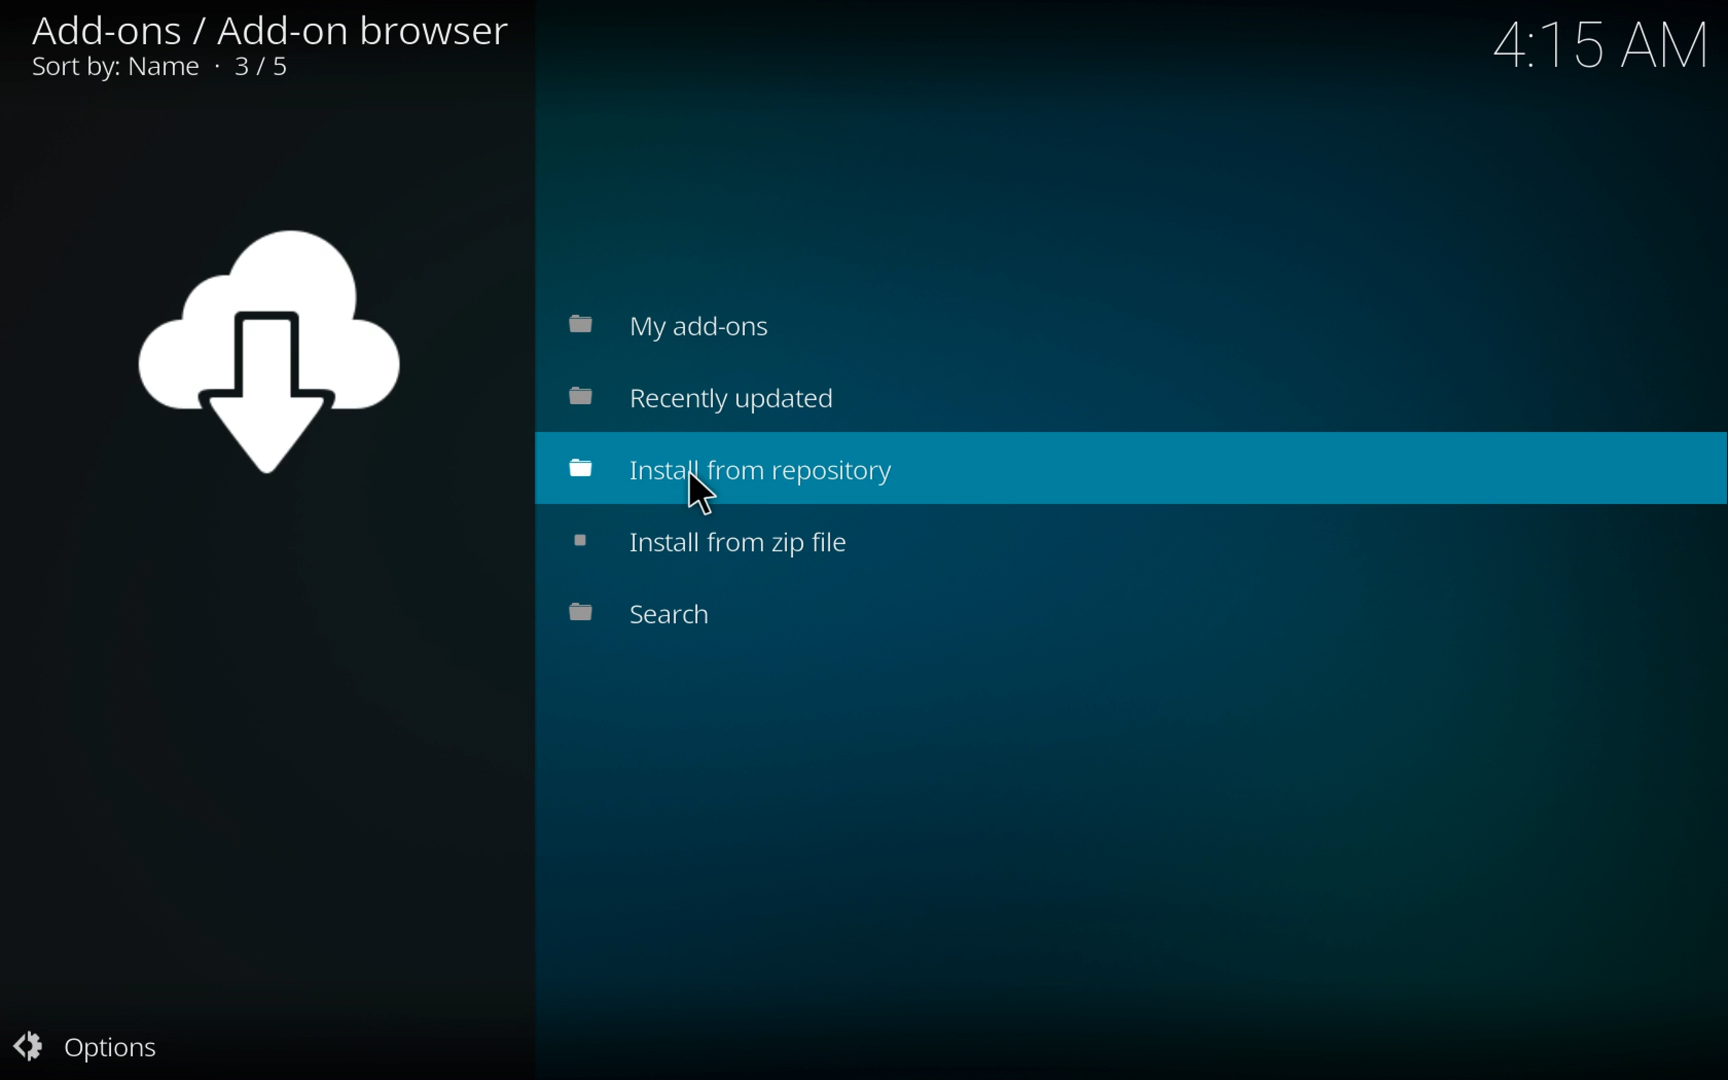 Add-ons / Add-on browser
Sort by: Name · 3 / 5
4:15 AM
My add-ons
Recently updated
Install from repository
Install from zip file
Search
Options